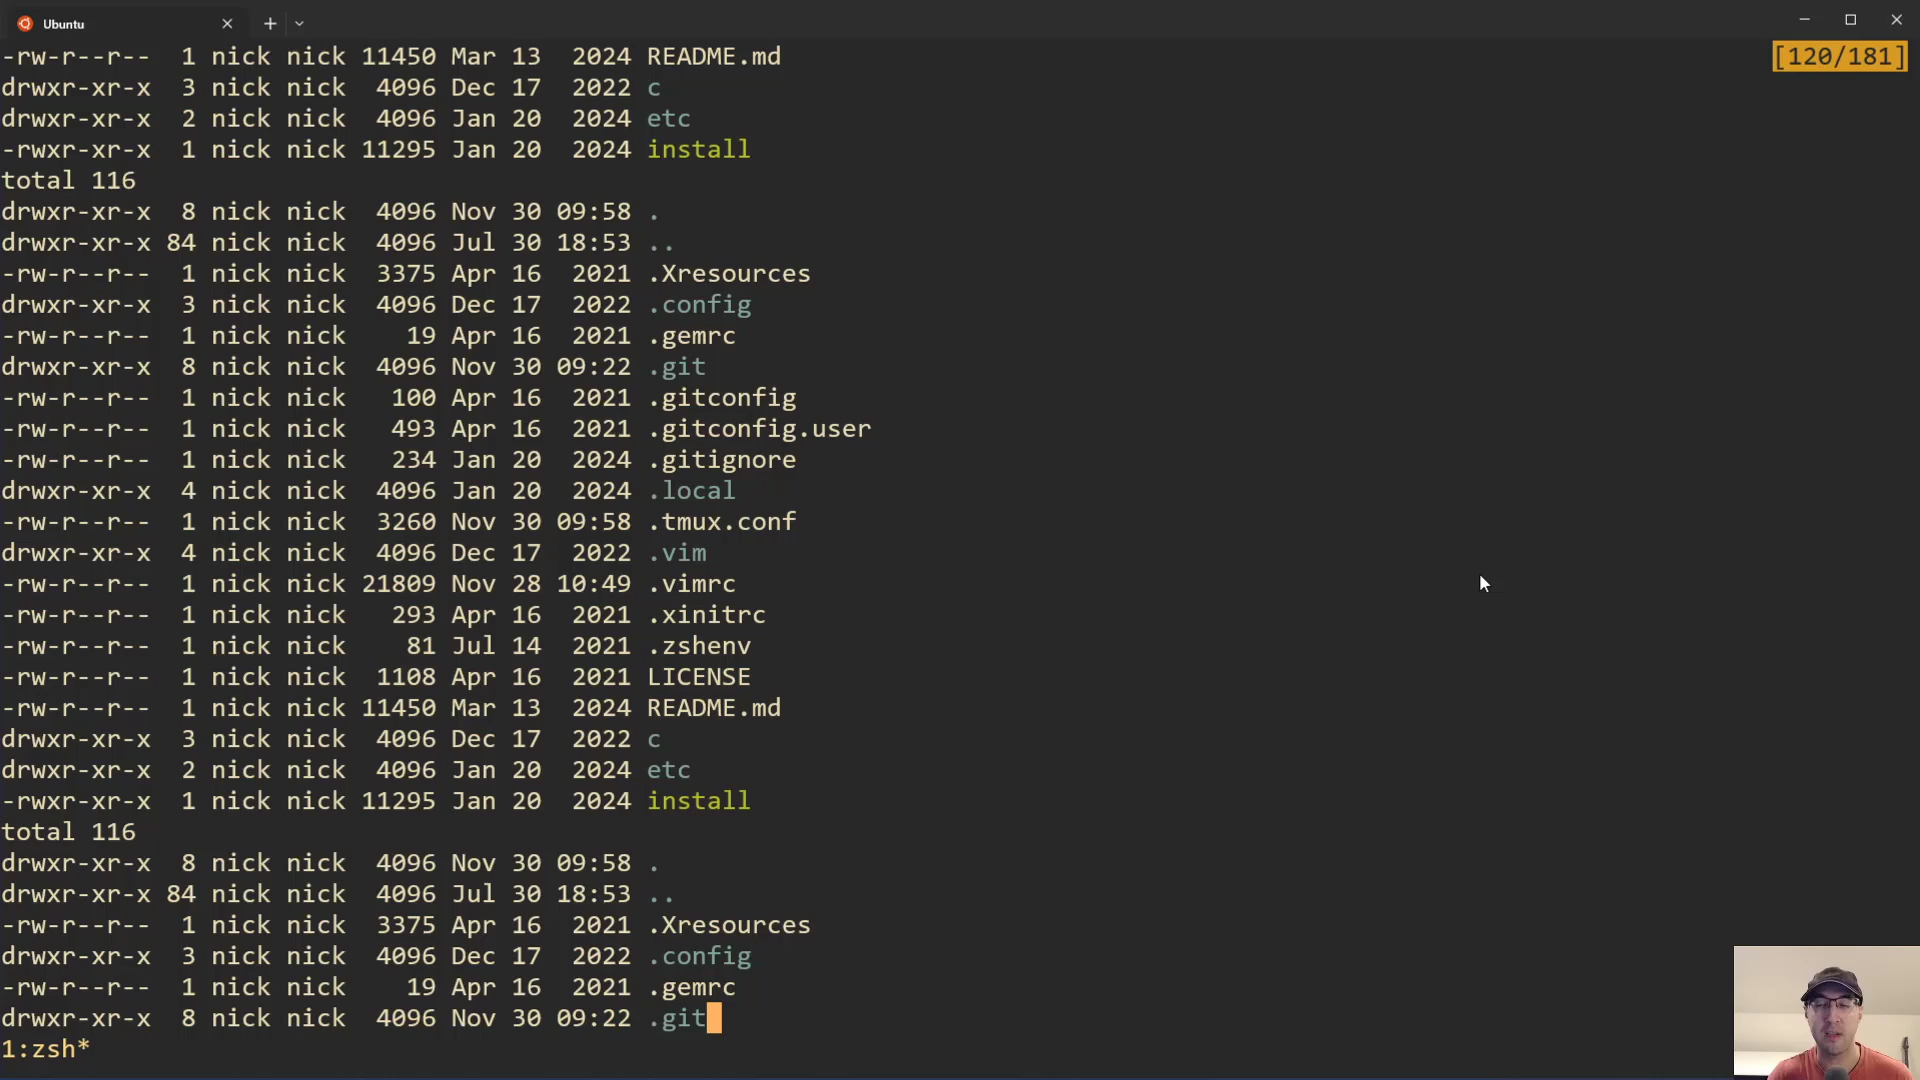 Ubuntu
-rw-r--r--  1 nick nick 11450 Mar 13  2024 README.md
[120/181]
drwxr-xr-x  3 nick nick  4096 Dec 17  2022 c
drwxr-xr-x  2 nick nick  4096 Jan 20  2024 etc
-rwxr-xr-x  1 nick nick 11295 Jan 20  2024 install
total 116
drwxr-xr-x  8 nick nick  4096 Nov 30 09:58 .
drwxr-xr-x 84 nick nick  4096 Jul 30 18:53 ..
-rw-r--r--  1 nick nick  3375 Apr 16  2021 .Xresources
drwxr-xr-x  3 nick nick  4096 Dec 17  2022 .config
-rw-r--r--  1 nick nick    19 Apr 16  2021 .gemrc
drwxr-xr-x  8 nick nick  4096 Nov 30 09:22 .git
-rw-r--r--  1 nick nick   100 Apr 16  2021 .gitconfig
-rw-r--r--  1 nick nick   493 Apr 16  2021 .gitconfig.user
-rw-r--r--  1 nick nick   234 Jan 20  2024 .gitignore
drwxr-xr-x  4 nick nick  4096 Jan 20  2024 .local
-rw-r--r--  1 nick nick  3260 Nov 30 09:58 .tmux.conf
drwxr-xr-x  4 nick nick  4096 Dec 17  2022 .vim
-rw-r--r--  1 nick nick 21809 Nov 28 10:49 .vimrc
-rw-r--r--  1 nick nick   293 Apr 16  2021 .xinitrc
-rw-r--r--  1 nick nick    81 Jul 14  2021 .zshenv
-rw-r--r--  1 nick nick  1108 Apr 16  2021 LICENSE
-rw-r--r--  1 nick nick 11450 Mar 13  2024 README.md
drwxr-xr-x  3 nick nick  4096 Dec 17  2022 c
drwxr-xr-x  2 nick nick  4096 Jan 20  2024 etc
-rwxr-xr-x  1 nick nick 11295 Jan 20  2024 install
total 116
drwxr-xr-x  8 nick nick  4096 Nov 30 09:58 .
drwxr-xr-x 84 nick nick  4096 Jul 30 18:53 ..
-rw-r--r--  1 nick nick  3375 Apr 16  2021 .Xresources
drwxr-xr-x  3 nick nick  4096 Dec 17  2022 .config
-rw-r--r--  1 nick nick    19 Apr 16  2021 .gemrc
drwxr-xr-x  8 nick nick  4096 Nov 30 09:22 .git
1:zsh*